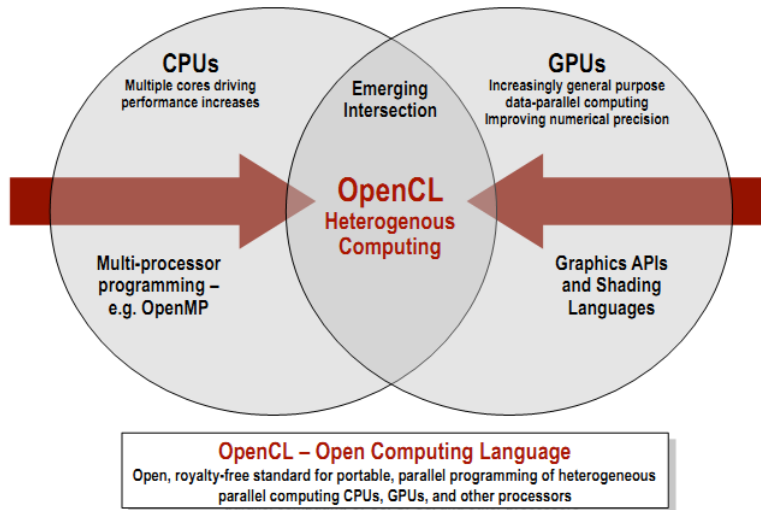 CPUs
Multiple cores driving
performance increases
Emerging
Intersection
GPUs
Increasingly general purpose
data-parallel computing
Improving numerical precision
OpenCL
Heterogenous
Computing
Multi-processor
programming –
e.g. OpenMP
Graphics APIs
and Shading
Languages
OpenCL – Open Computing Language
Open, royalty-free standard for portable, parallel programming of heterogeneous
parallel computing CPUs, GPUs, and other processors